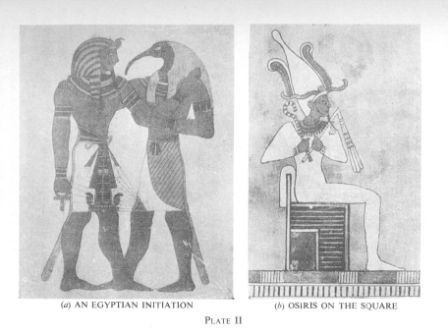 (a) AN EGYPTIAN INITIATION
(b) OSIRIS ON THE SQUARE
PLATE II